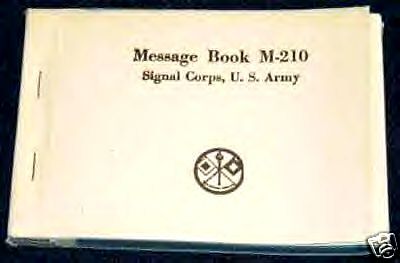 Message Book M-210
Signal Corps, U. S. Army